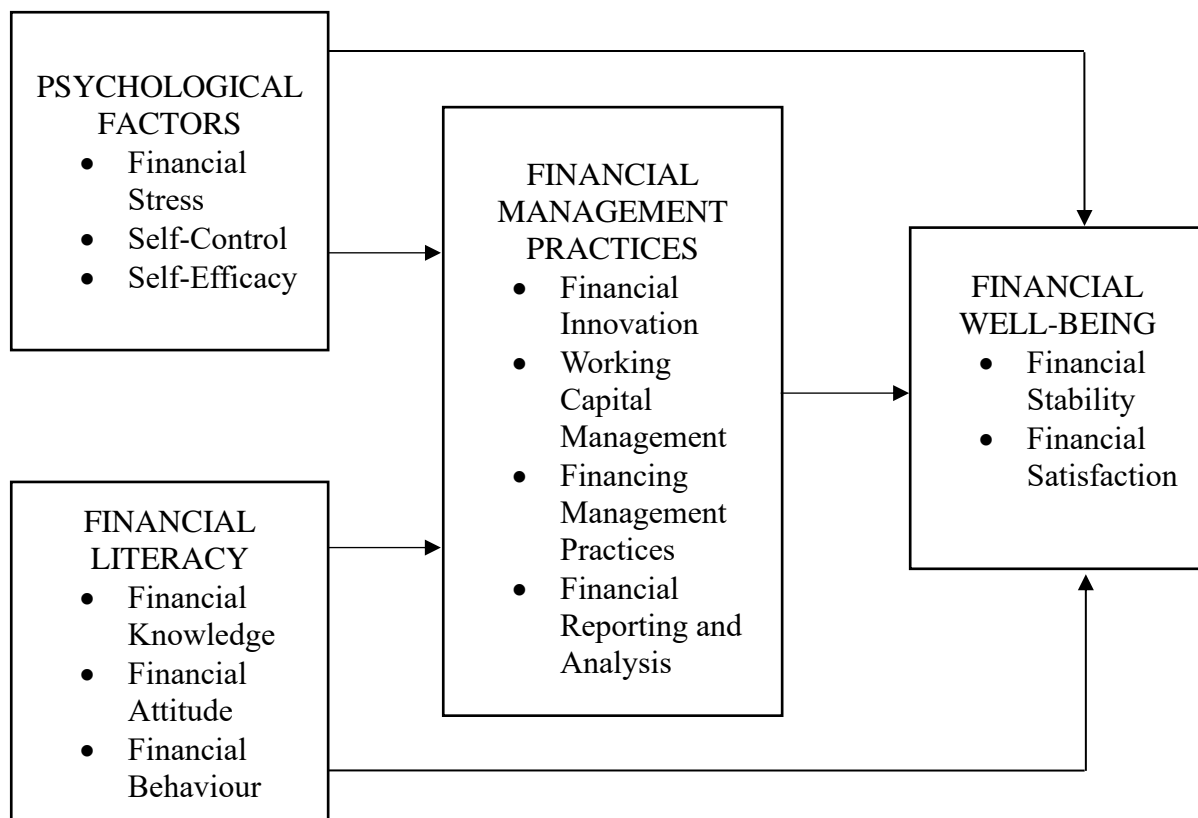 PSYCHOLOGICAL
FACTORS
• Financial
Stress
• Self-Control
• Self-Efficacy
FINANCIAL
LITERACY
• Financial
Knowledge
• Financial
Attitude
• Financial
Behaviour
FINANCIAL
MANAGEMENT
PRACTICES
• Financial
Innovation
• Working
Capital
Management
• Financing
Management
Practices
• Financial
Reporting and
Analysis
FINANCIAL
WELL-BEING
• Financial
Stability
• Financial
Satisfaction